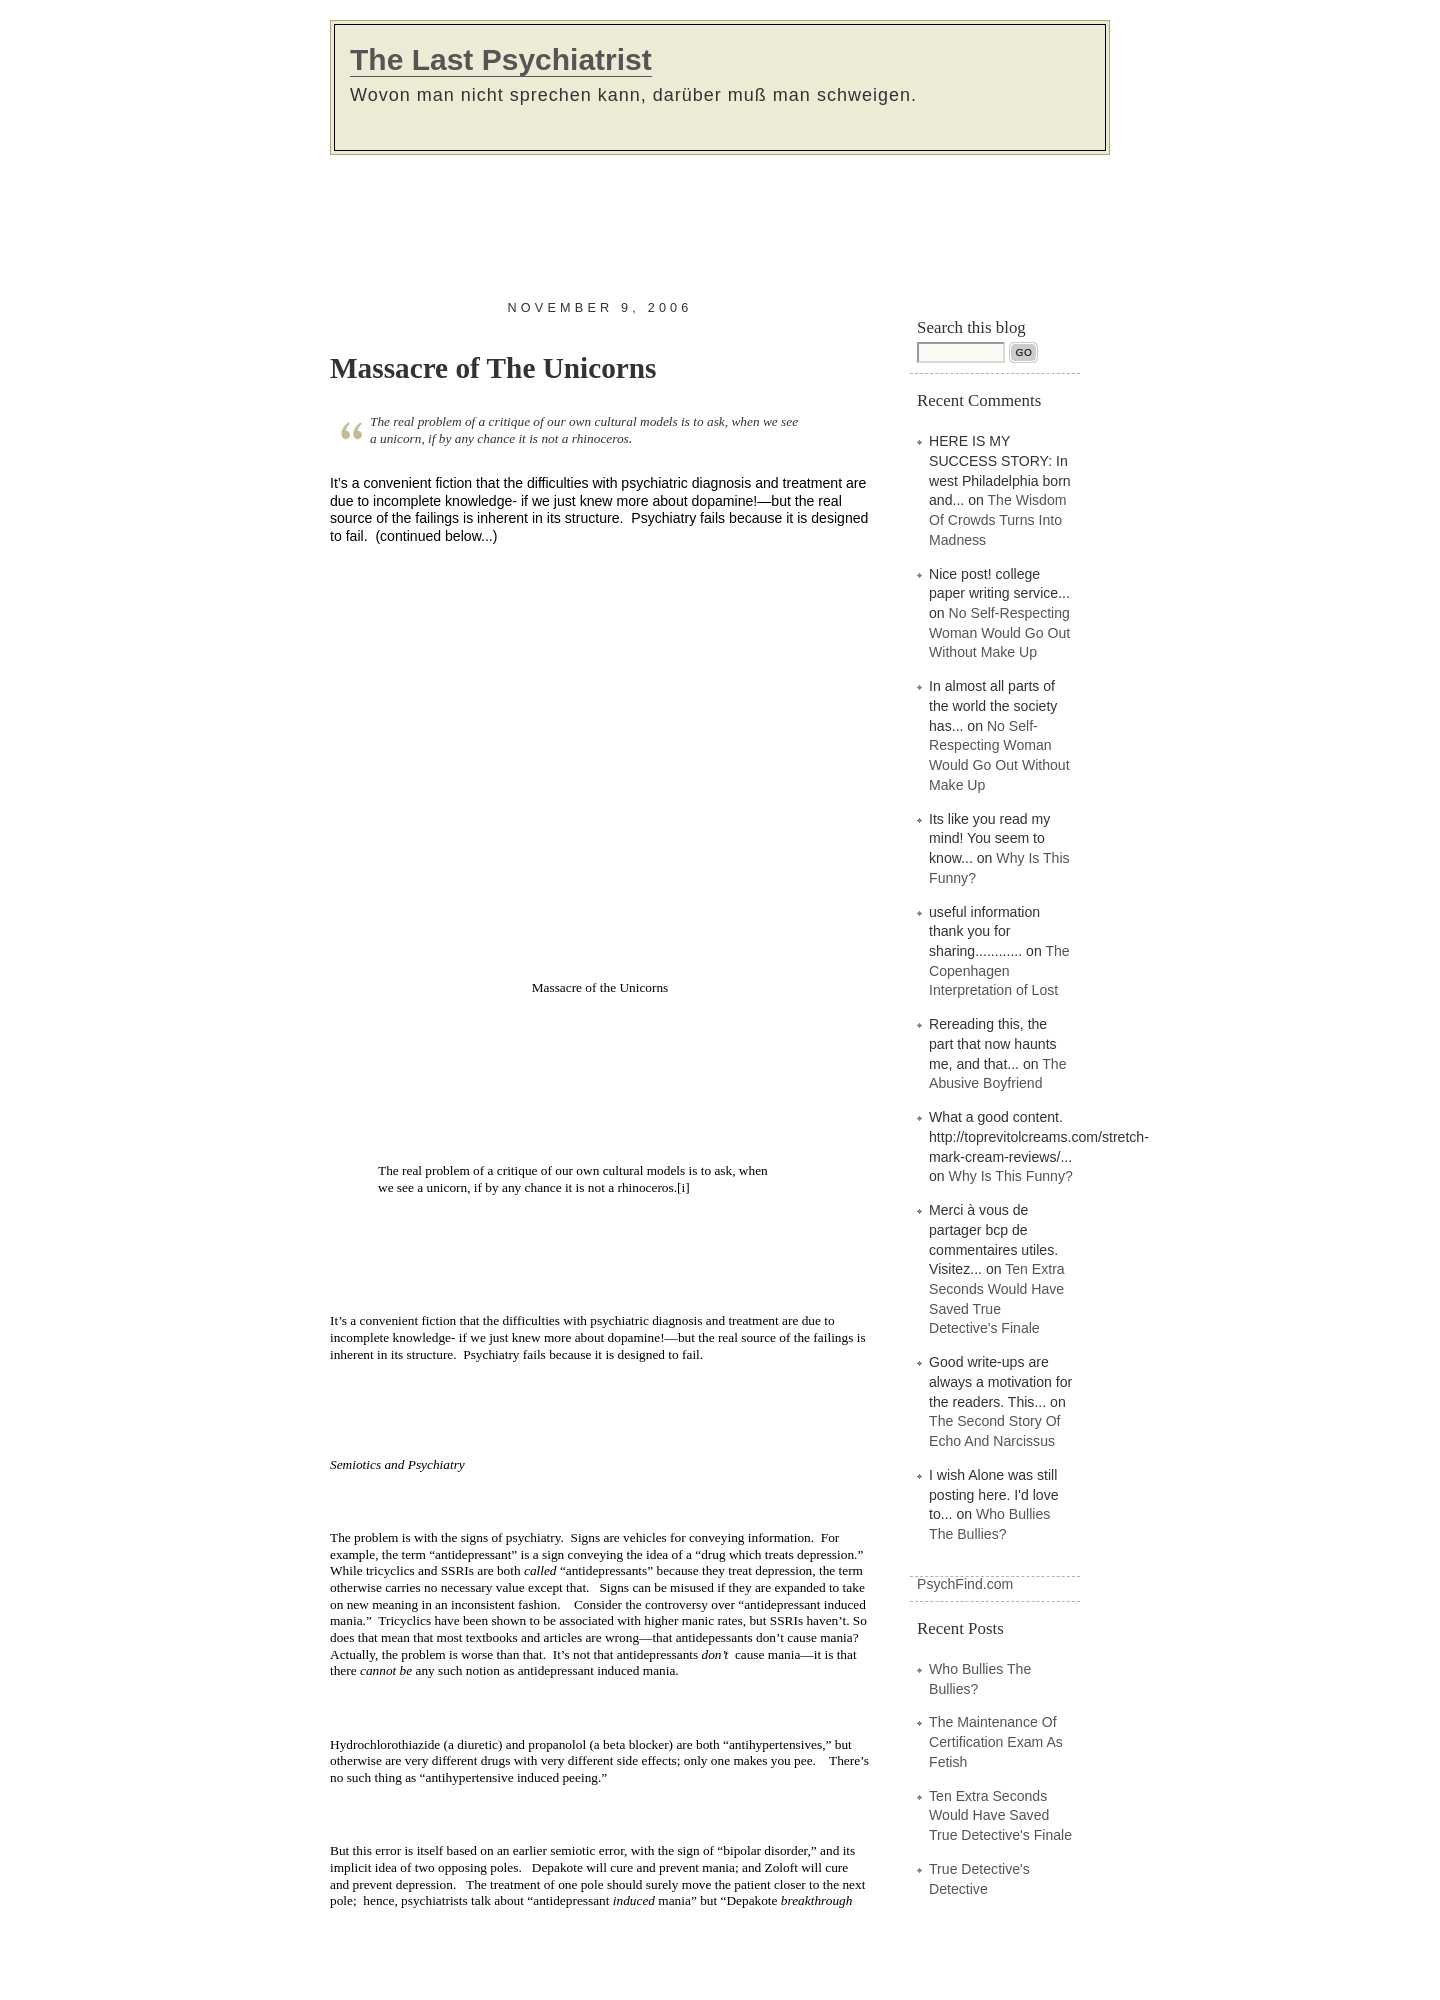 The Last Psychiatrist
Wovon man nicht sprechen kann, darüber muß man schweigen.
NOVEMBER 9, 2006
Massacre of The Unicorns
“
The real problem of a critique of our own cultural models is to ask, when we see
a unicorn, if by any chance it is not a rhinoceros.
It’s a convenient fiction that the difficulties with psychiatric diagnosis and treatment are
due to incomplete knowledge- if we just knew more about dopamine!—but the real
source of the failings is inherent in its structure.  Psychiatry fails because it is designed
to fail.  (continued below...)
Massacre of the Unicorns
The real problem of a critique of our own cultural models is to ask, when
we see a unicorn, if by any chance it is not a rhinoceros.[i]
It’s a convenient fiction that the difficulties with psychiatric diagnosis and treatment are due to
incomplete knowledge- if we just knew more about dopamine!—but the real source of the failings is
inherent in its structure.  Psychiatry fails because it is designed to fail.
Semiotics and Psychiatry
The problem is with the signs of psychiatry.  Signs are vehicles for conveying information.  For
example, the term “antidepressant” is a sign conveying the idea of a “drug which treats depression.”
While tricyclics and SSRIs are both called “antidepressants” because they treat depression, the term
otherwise carries no necessary value except that.   Signs can be misused if they are expanded to take
on new meaning in an inconsistent fashion.    Consider the controversy over “antidepressant induced
mania.”  Tricyclics have been shown to be associated with higher manic rates, but SSRIs haven’t. So
does that mean that most textbooks and articles are wrong—that antidepessants don’t cause mania?
Actually, the problem is worse than that.  It’s not that antidepressants don’t  cause mania—it is that
there cannot be any such notion as antidepressant induced mania.
Hydrochlorothiazide (a diuretic) and propanolol (a beta blocker) are both “antihypertensives,” but
otherwise are very different drugs with very different side effects; only one makes you pee.    There’s
no such thing as “antihypertensive induced peeing.”
But this error is itself based on an earlier semiotic error, with the sign of “bipolar disorder,” and its
implicit idea of two opposing poles.   Depakote will cure and prevent mania; and Zoloft will cure
and prevent depression.   The treatment of one pole should surely move the patient closer to the next
pole;  hence, psychiatrists talk about “antidepressant induced mania” but “Depakote breakthrough
Search this blog
GO
Recent Comments
HERE IS MY
SUCCESS STORY: In
west Philadelphia born
and... on The Wisdom
Of Crowds Turns Into
Madness
Nice post! college
paper writing service...
on No Self-Respecting
Woman Would Go Out
Without Make Up
In almost all parts of
the world the society
has... on No Self-
Respecting Woman
Would Go Out Without
Make Up
Its like you read my
mind! You seem to
know... on Why Is This
Funny?
useful information
thank you for
sharing............ on The
Copenhagen
Interpretation of Lost
Rereading this, the
part that now haunts
me, and that... on The
Abusive Boyfriend
What a good content.
http://toprevitolcreams.com/stretch-
mark-cream-reviews/...
on Why Is This Funny?
Merci à vous de
partager bcp de
commentaires utiles.
Visitez... on Ten Extra
Seconds Would Have
Saved True
Detective's Finale
Good write-ups are
always a motivation for
the readers. This... on
The Second Story Of
Echo And Narcissus
I wish Alone was still
posting here. I'd love
to... on Who Bullies
The Bullies?
PsychFind.com
Recent Posts
Who Bullies The
Bullies?
The Maintenance Of
Certification Exam As
Fetish
Ten Extra Seconds
Would Have Saved
True Detective's Finale
True Detective's
Detective